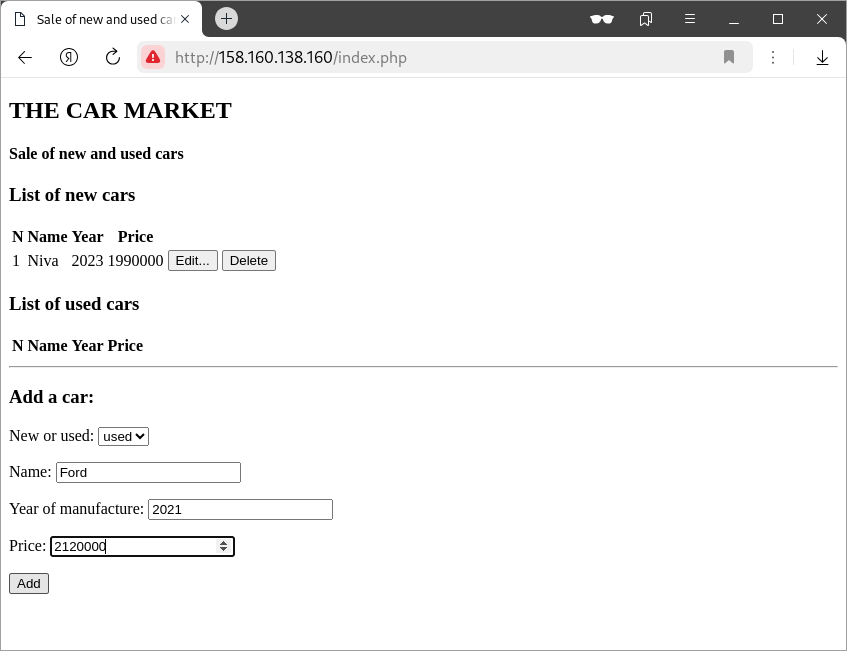 Sale of new and used ca
http://158.160.138.160/index.php
THE CAR MARKET
Sale of new and used cars
List of new cars
N Name Year Price
1 Niva 2023 1990000 Edit... Delete
List of used cars
N Name Year Price
Add a car:
New or used: used
Name: Ford
Year of manufacture: 2021
Price: 2120000
Add